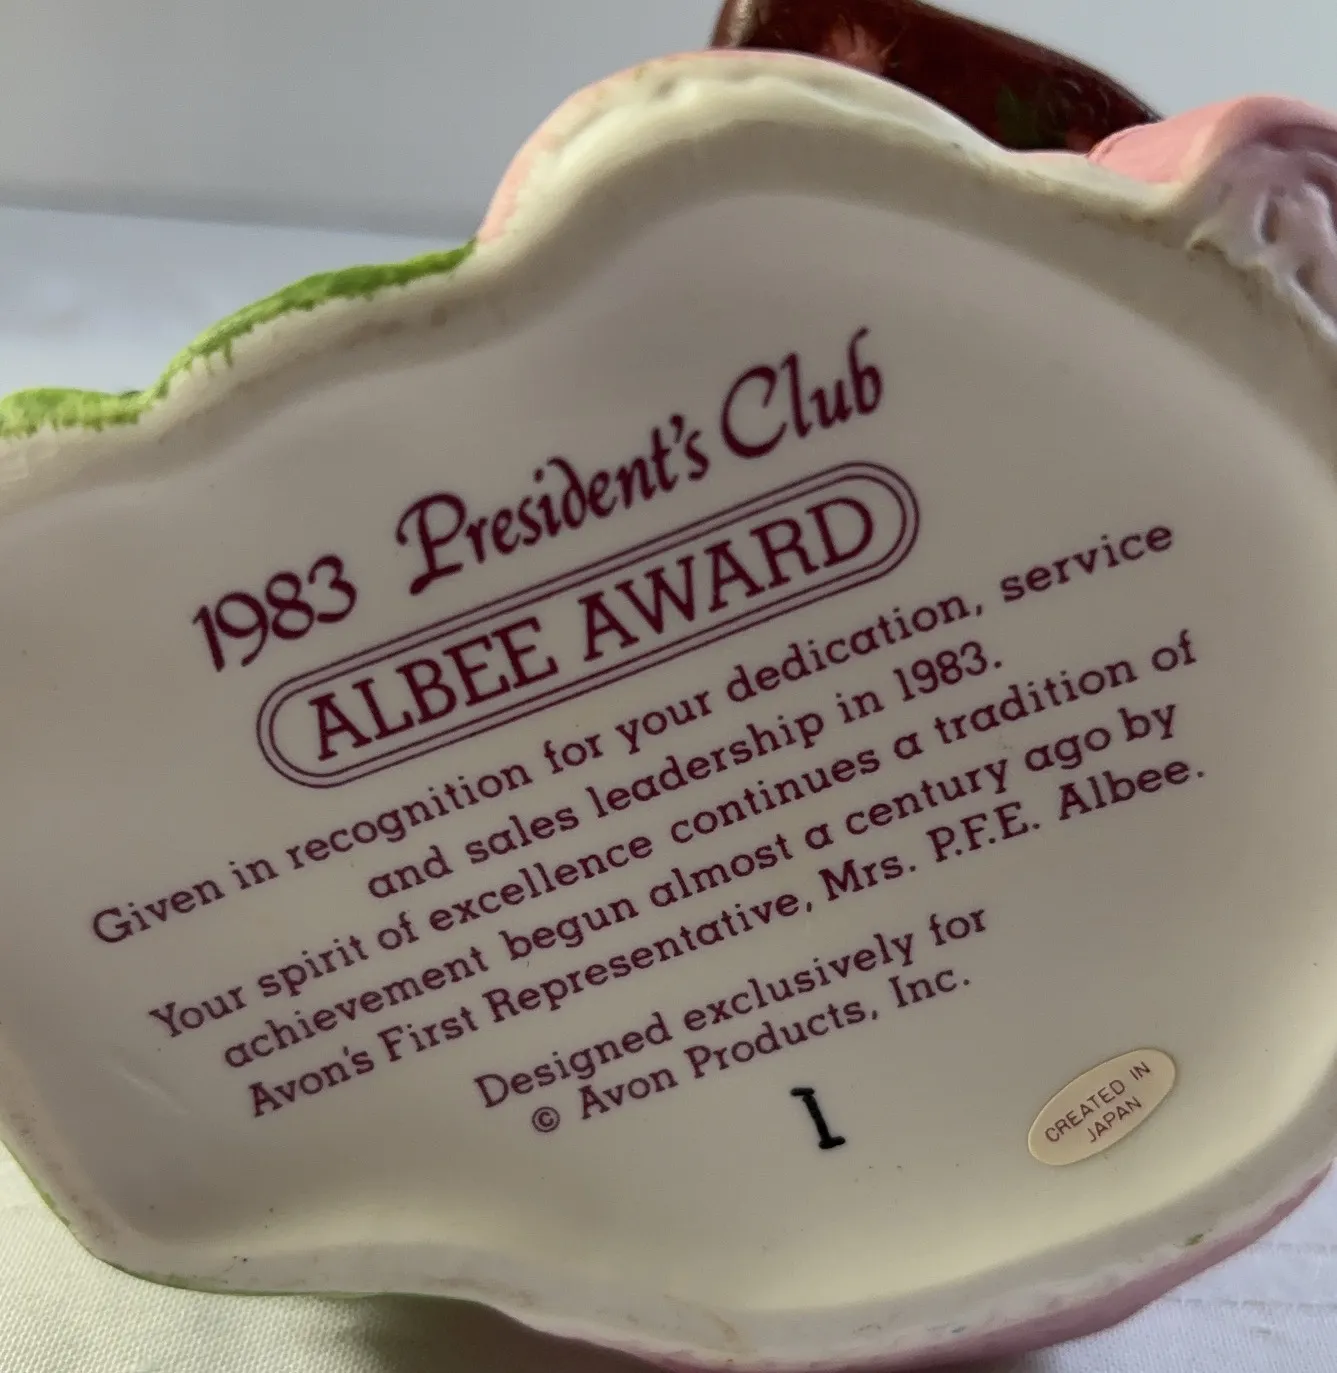 1983 President's Club
ALBEE AWARD
Given in recognition for your dedication, service
and sales leadership in 1983.
Your spirit of excellence continues a tradition of
achievement begun almost a century ago by
Avon's First Representative, Mrs. P.F.E. Albee.
Designed exclusively for
© Avon Products, Inc.
I
CREATED IN
JAPAN